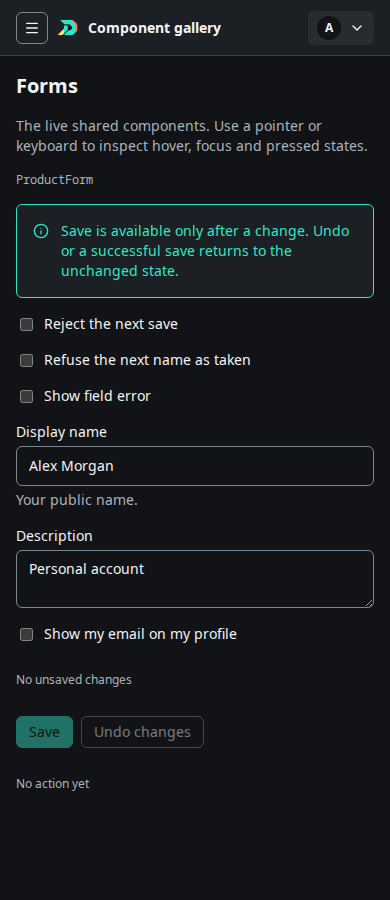 Component gallery
A
Forms
The live shared components. Use a pointer or
keyboard to inspect hover, focus and pressed states.
ProductForm
Save is available only after a change. Undo
or a successful save returns to the
unchanged state.
Reject the next save
Refuse the next name as taken
Show field error
Display name
Alex Morgan
Your public name.
Description
Personal account
Show my email on my profile
No unsaved changes
Save
Undo changes
No action yet